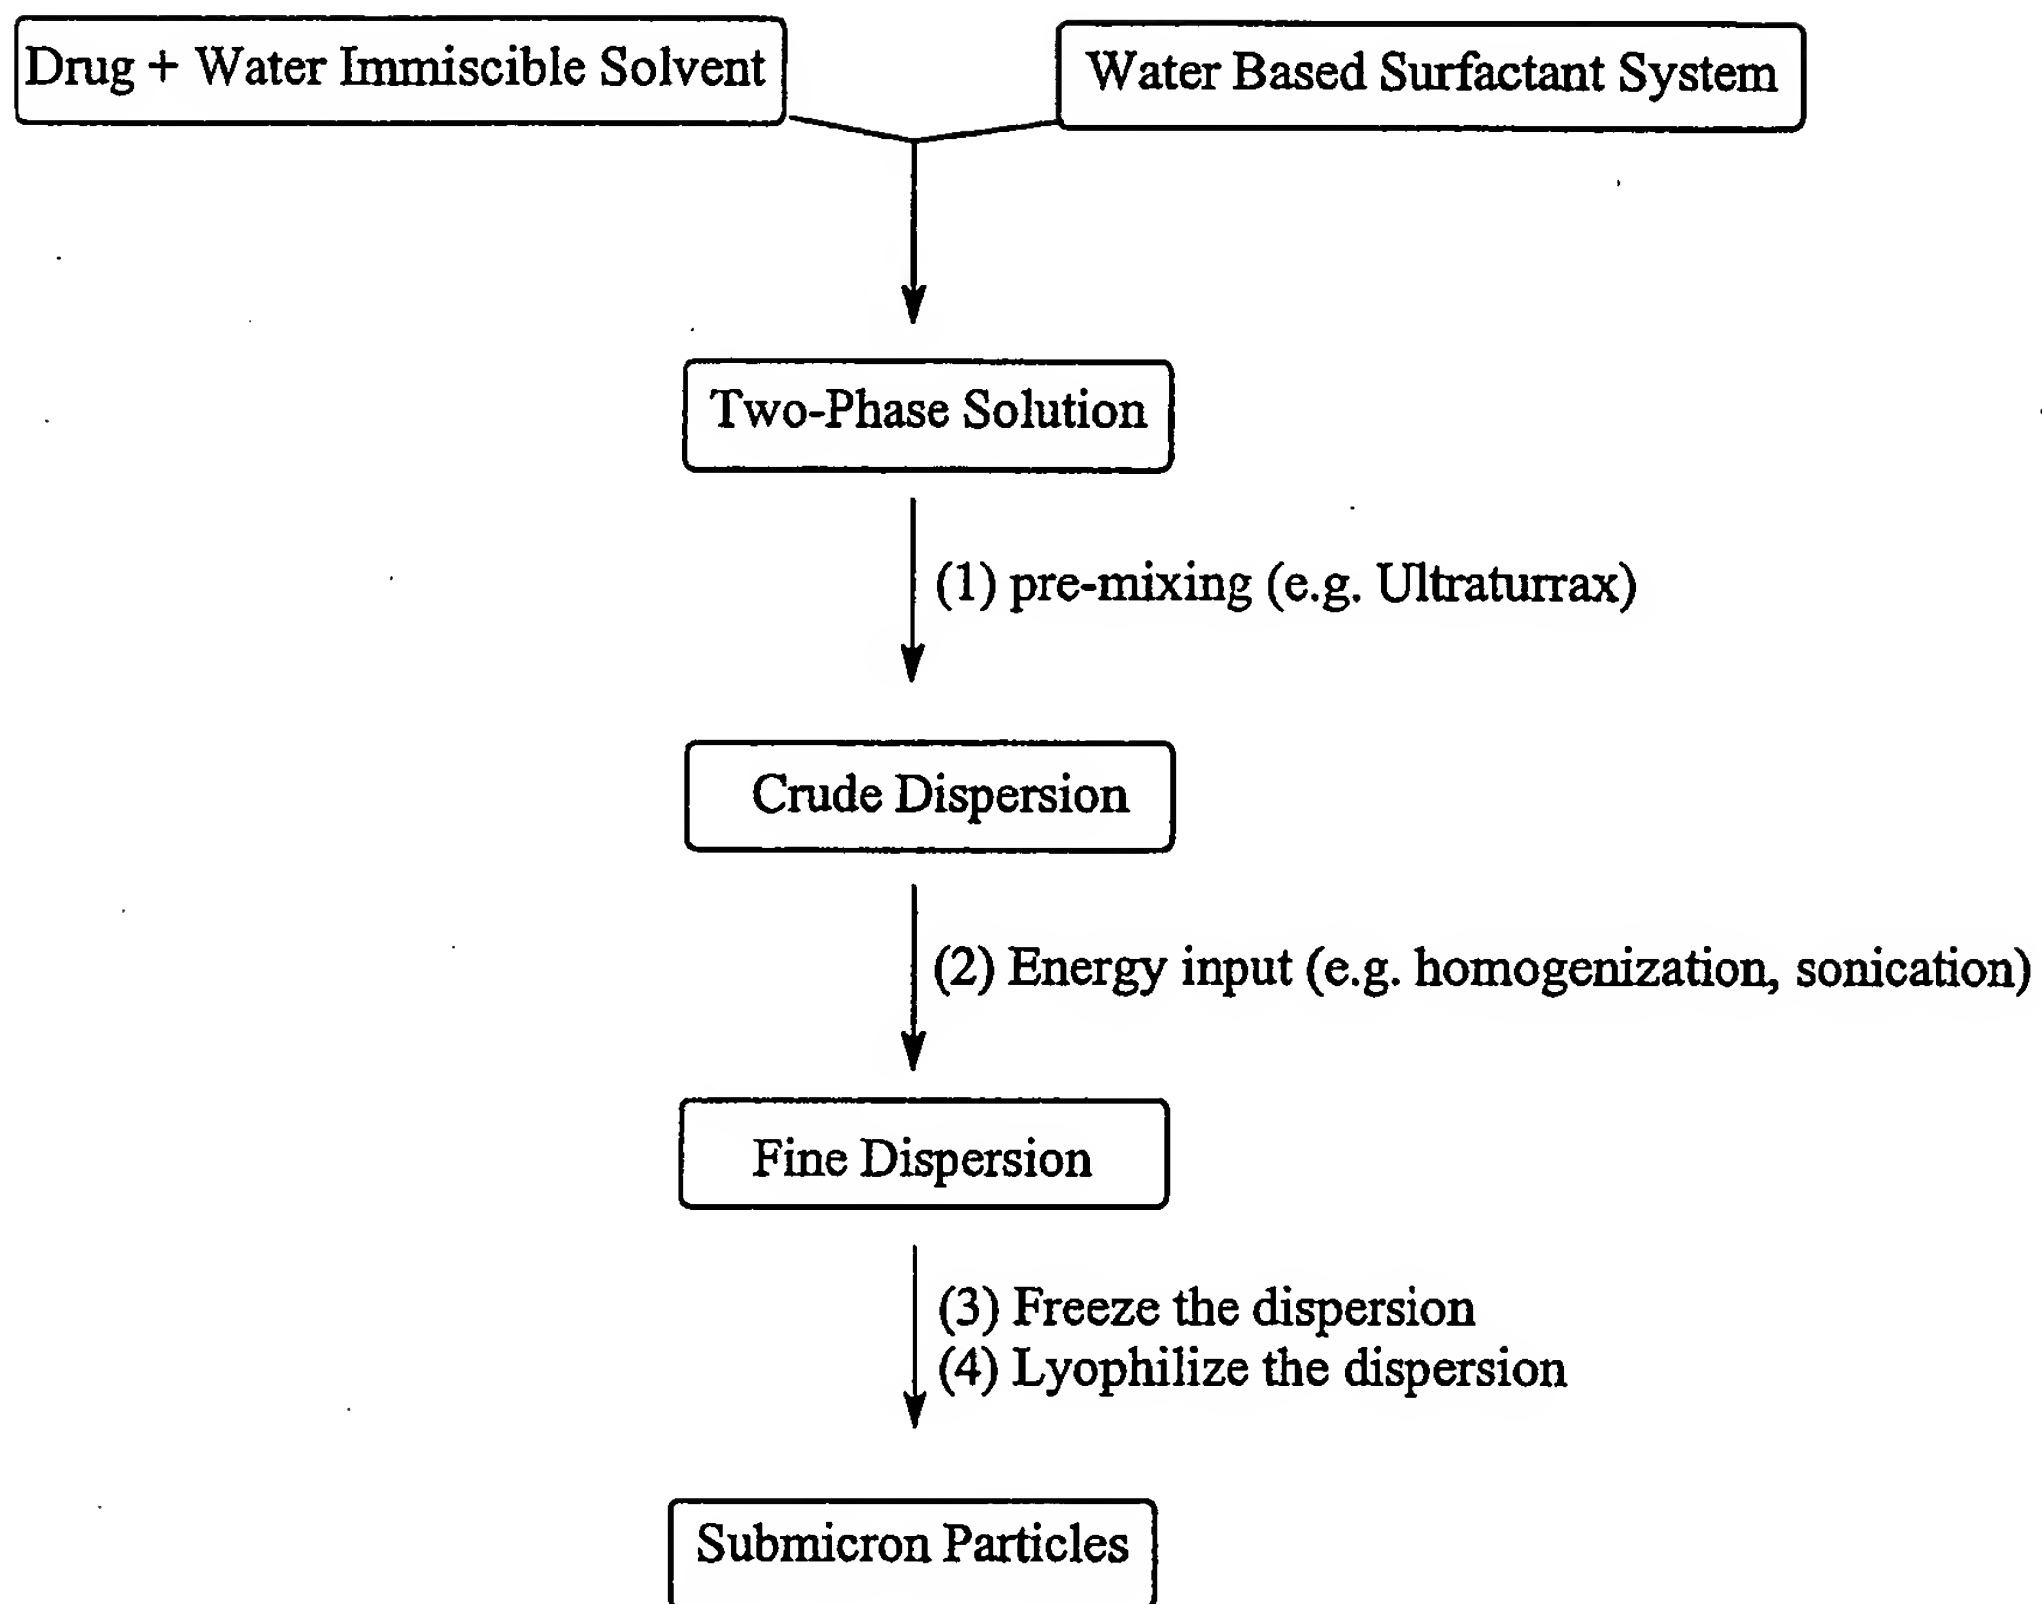 Drug + Water Immiscible Solvent
Water Based Surfactant System
Two-Phase Solution
(1) pre-mixing (e.g. Ultraturrax)
Crude Dispersion
(2) Energy input (e.g. homogenization, sonication)
Fine Dispersion
(3) Freeze the dispersion
(4) Lyophilize the dispersion
Submicron Particles